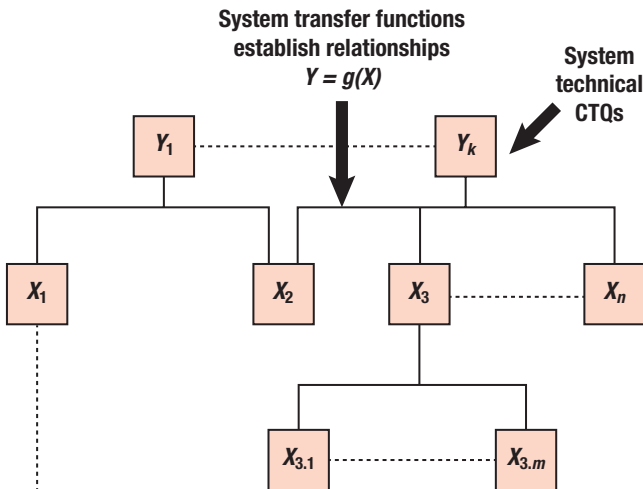 System transfer functions
establish relationships
Y = g(X)
System
technical
CTQs
Y₁
Yₖ
X₁
X₂
X₃
Xₙ
X₃.₁
X₃.ₘ